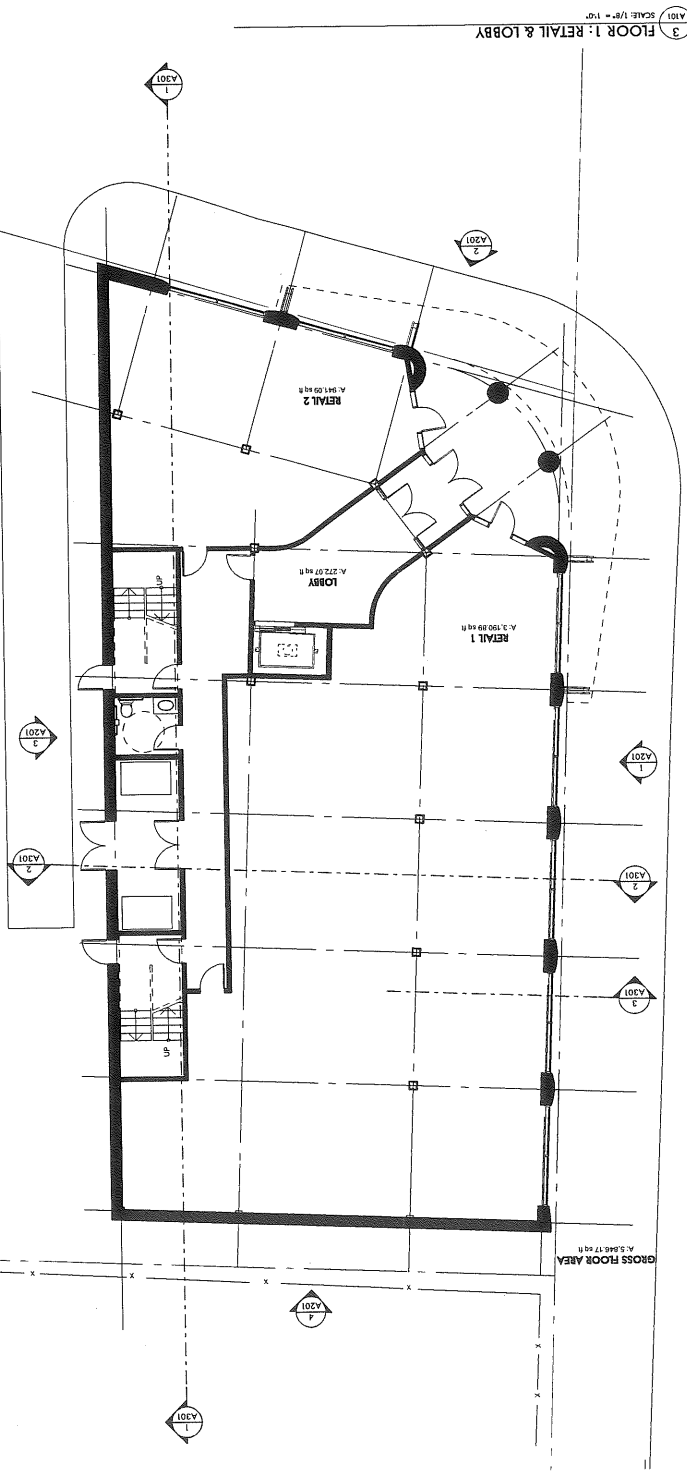 3
A101
FLOOR 1: RETAIL & LOBBY
SCALE: 1/8" = 1'-0"
1
A301
2
A201
RETAIL 2
A: 941.09 sq ft
LOBBY
A: 272.07 sq ft
RETAIL 1
A: 3,190.89 sq ft
UP
3
A201
1
A201
2
A301
2
A301
3
A301
UP
GROSS FLOOR AREA
A: 5,846.17 sq ft
4
A201
1
A301